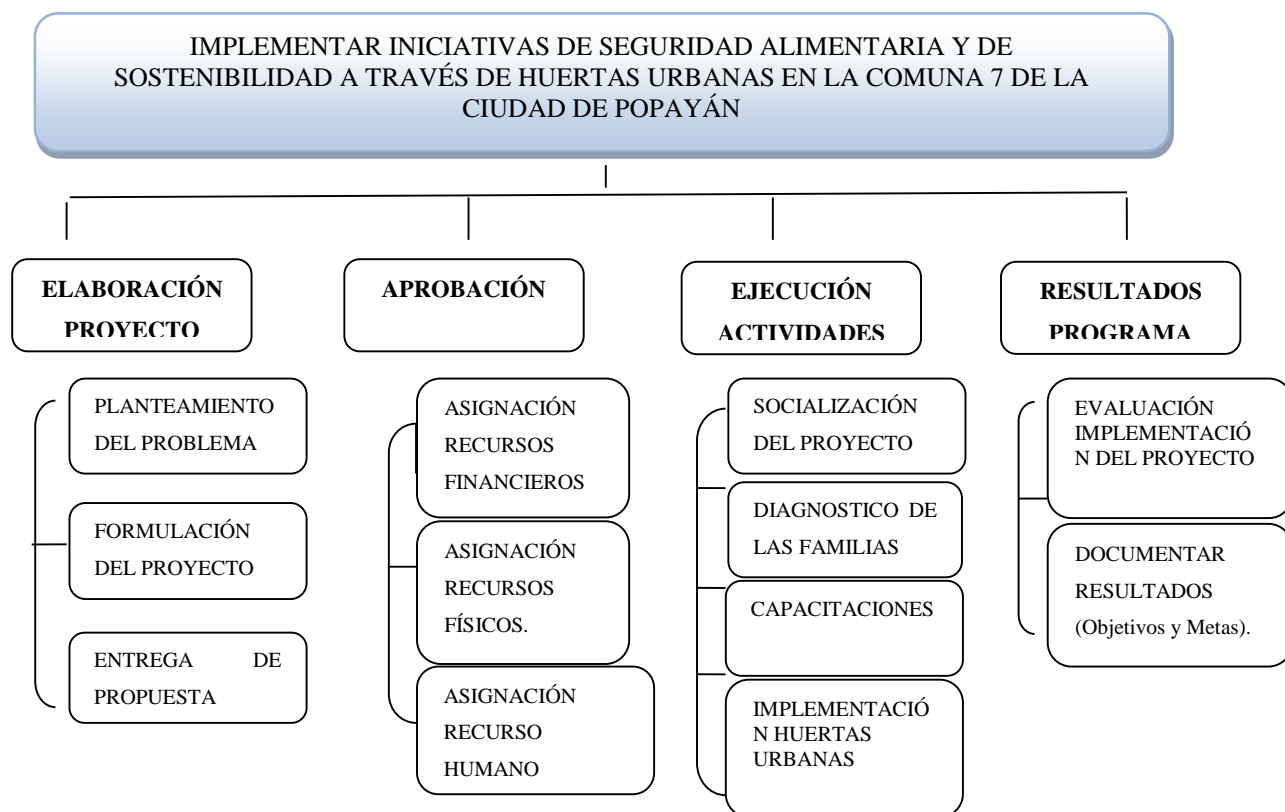 IMPLEMENTAR INICIATIVAS DE SEGURIDAD ALIMENTARIA Y DE
SOSTENIBILIDAD A TRAVÉS DE HUERTAS URBANAS EN LA COMUNA 7 DE LA
CIUDAD DE POPAYÁN
ELABORACIÓN
PROYECTO
PLANTEAMIENTO
DEL PROBLEMA
FORMULACIÓN
DEL PROYECTO
ENTREGA DE
PROPUESTA
APROBACIÓN
ASIGNACIÓN
RECURSOS
FINANCIEROS
ASIGNACIÓN
RECURSOS
FÍSICOS.
ASIGNACIÓN
RECURSO
HUMANO
EJECUCIÓN
ACTIVIDADES
SOCIALIZACIÓN
DEL PROYECTO
DIAGNOSTICO DE
LAS FAMILIAS
CAPACITACIONES
IMPLEMENTACIÓ
N HUERTAS
URBANAS
RESULTADOS
PROGRAMA
EVALUACIÓN
IMPLEMENTACIÓ
N DEL PROYECTO
DOCUMENTAR
RESULTADOS
(Objetivos y Metas).